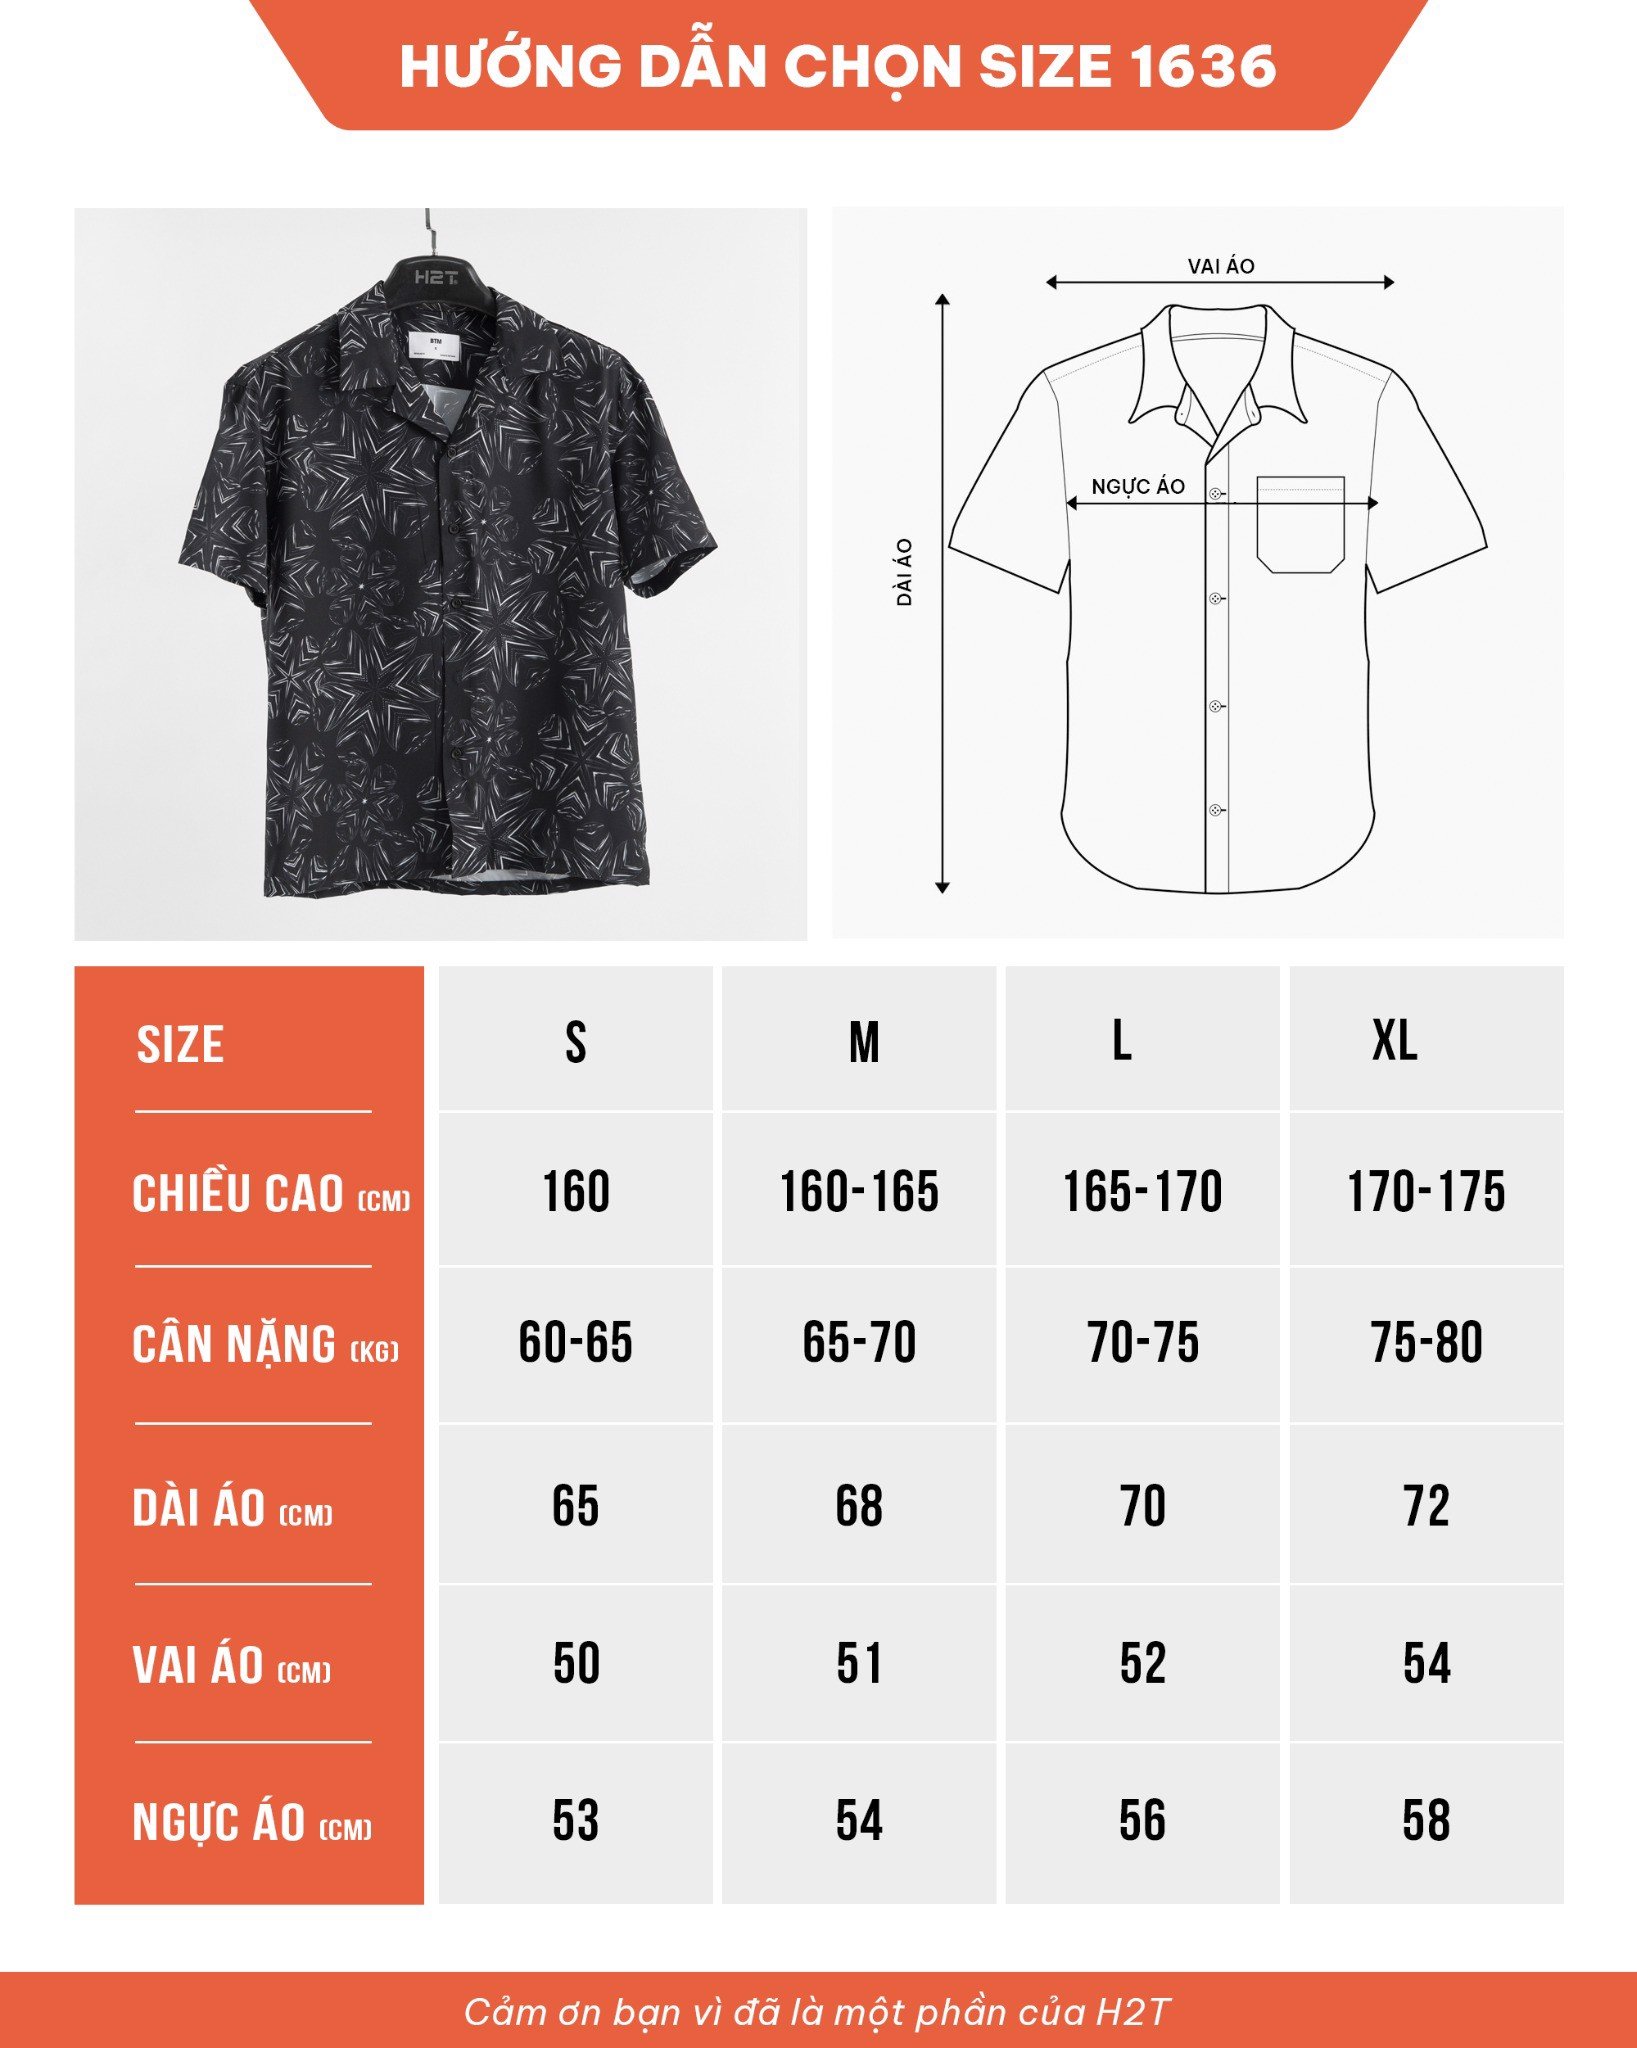 HƯỚNG DẪN CHỌN SIZE 1636
H2T
BTM
VAI ÁO
NGỰC ÁO
DÀI ÁO
SIZE S M L XL
CHIỀU CAO (CM) 160 160-165 165-170 170-175
CÂN NẶNG (KG) 60-65 65-70 70-75 75-80
DÀI ÁO (CM) 65 68 70 72
VAI ÁO (CM) 50 51 52 54
NGỰC ÁO (CM) 53 54 56 58
Cảm ơn bạn vì đã là một phần của H2T